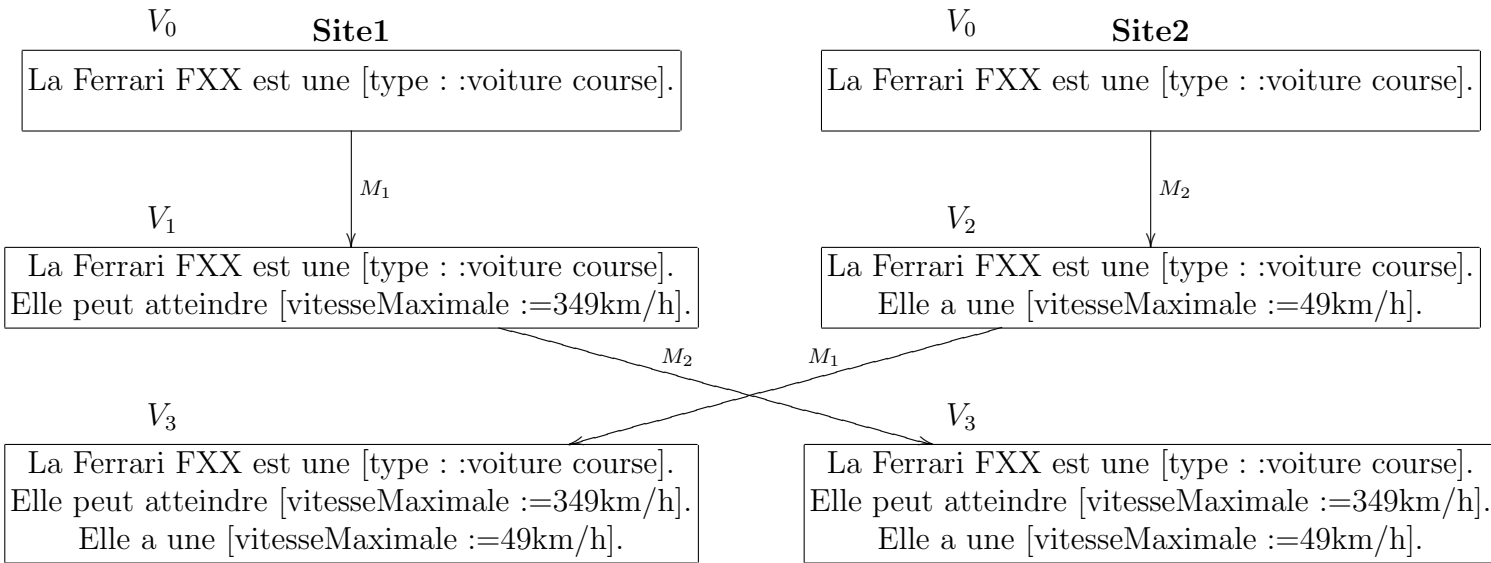 V0 Site1
V0 Site2
La Ferrari FXX est une [type : :voiture course].
La Ferrari FXX est une [type : :voiture course].
M1
M2
V1
V2
La Ferrari FXX est une [type : :voiture course].
Elle peut atteindre [vitesseMaximale :=349km/h].
La Ferrari FXX est une [type : :voiture course].
Elle a une [vitesseMaximale :=49km/h].
M2
M1
V3
V3
La Ferrari FXX est une [type : :voiture course].
Elle peut atteindre [vitesseMaximale :=349km/h].
Elle a une [vitesseMaximale :=49km/h].
La Ferrari FXX est une [type : :voiture course].
Elle peut atteindre [vitesseMaximale :=349km/h].
Elle a une [vitesseMaximale :=49km/h].